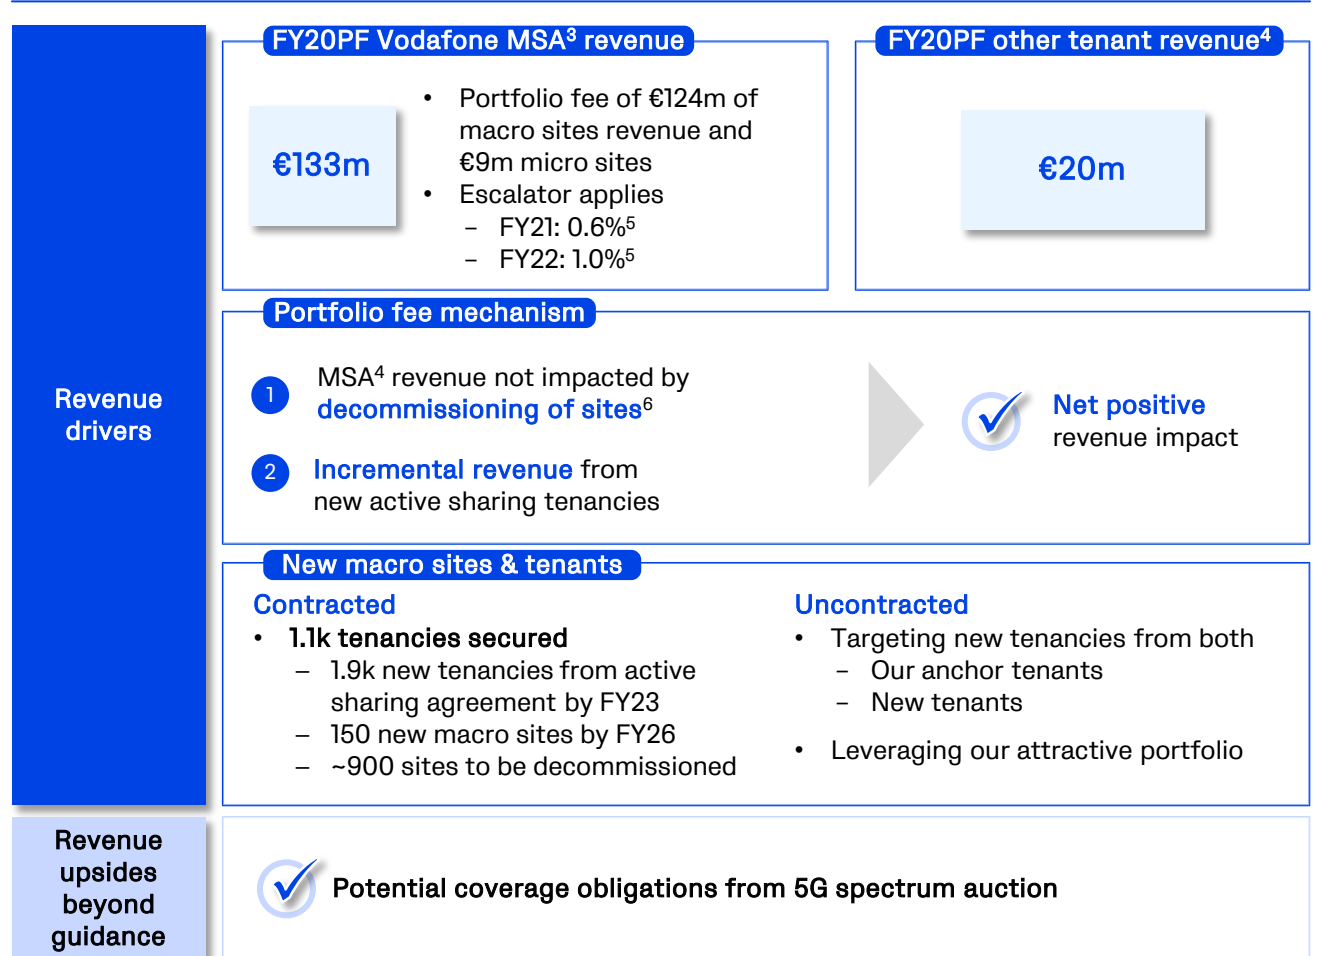 FY20PF Vodafone MSA³ revenue
€133m
• Portfolio fee of €124m of
macro sites revenue and
€9m micro sites
• Escalator applies
– FY21: 0.6%⁵
– FY22: 1.0%⁵
FY20PF other tenant revenue⁴
€20m
Revenue
drivers
Portfolio fee mechanism
1
MSA⁴ revenue not impacted by
decommissioning of sites⁶
2
Incremental revenue from
new active sharing tenancies
Net positive
revenue impact
New macro sites & tenants
Contracted
• 1.1k tenancies secured
– 1.9k new tenancies from active
sharing agreement by FY23
– 150 new macro sites by FY26
– ~900 sites to be decommissioned
Uncontracted
• Targeting new tenancies from both
– Our anchor tenants
– New tenants
• Leveraging our attractive portfolio
Revenue
upsides
beyond
guidance
Potential coverage obligations from 5G spectrum auction